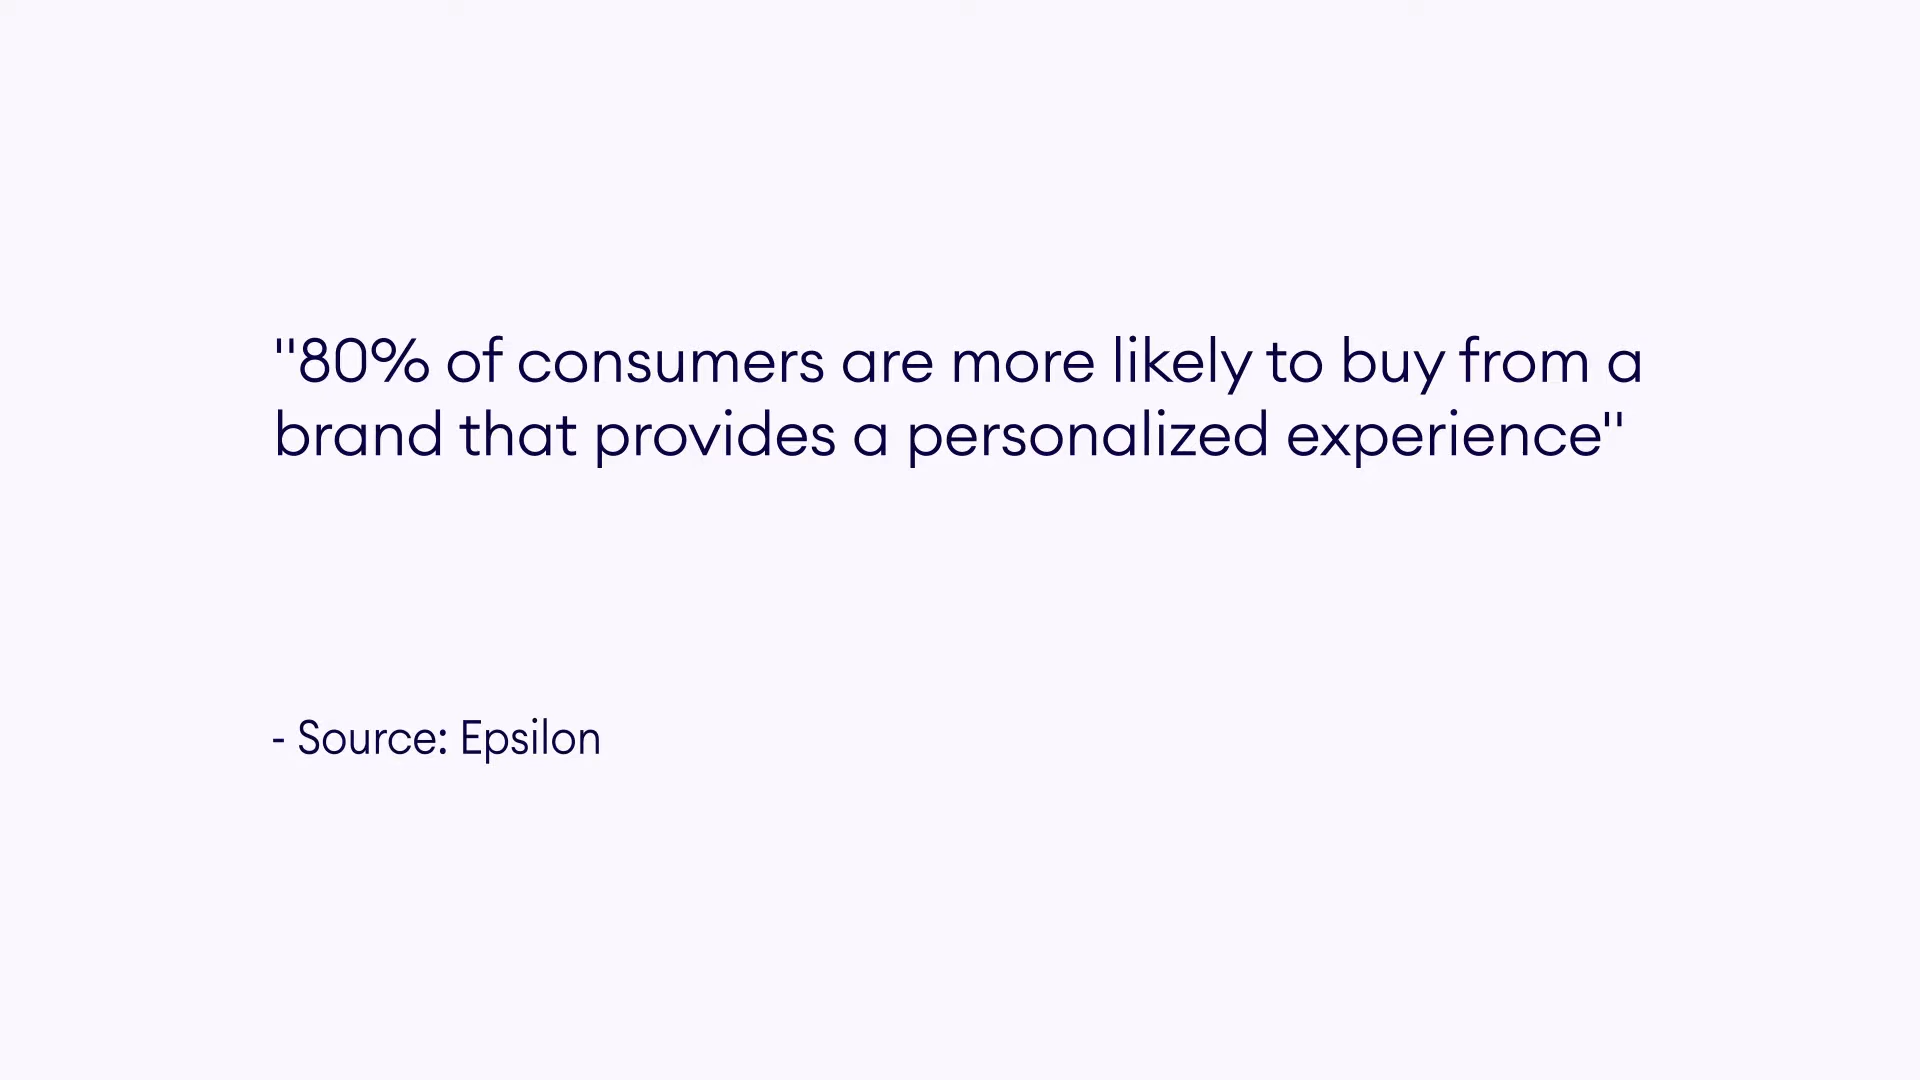 "80% of consumers are more likely to buy from a
brand that provides a personalized experience"
- Source: Epsilon